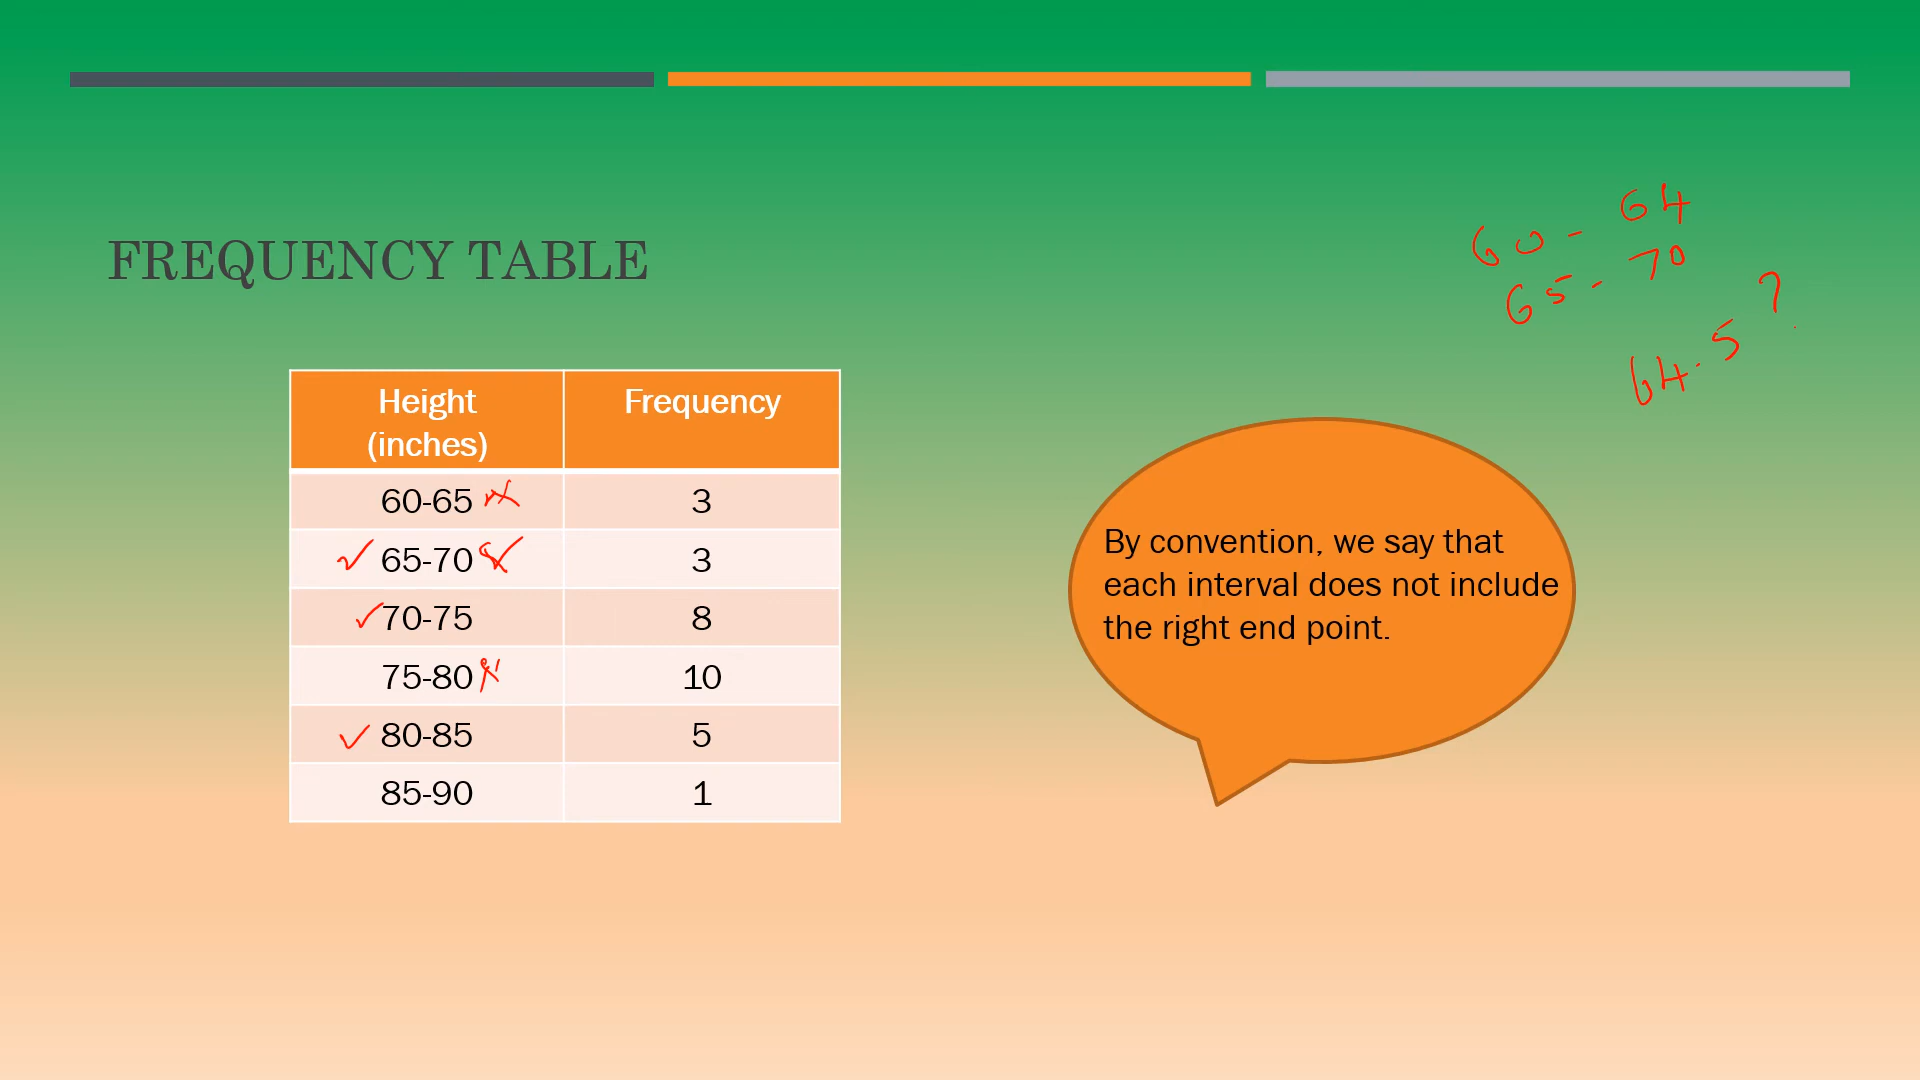 60 - 64
65 - 70
64.5 ?
FREQUENCY TABLE
Height (inches) Frequency
60-65 3
65-70 3
70-75 8
75-80 10
80-85 5
85-90 1
By convention, we say that
each interval does not include
the right end point.